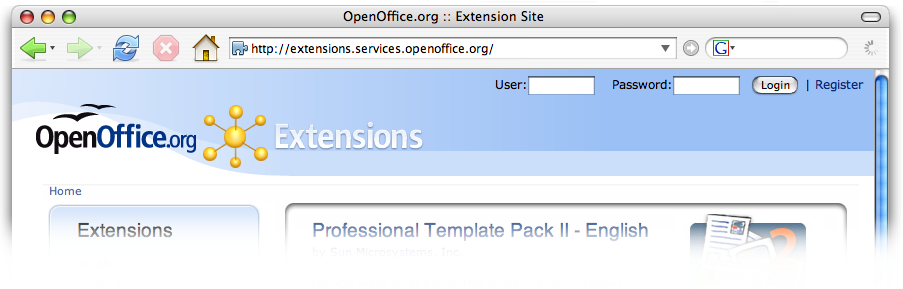 OpenOffice.org :: Extension Site
http://extensions.services.openoffice.org/
G
User: Password: Login | Register
OpenOffice.org Extensions
Home
Extensions
Professional Template Pack II - English
by Sun Microsystems, Inc.
2